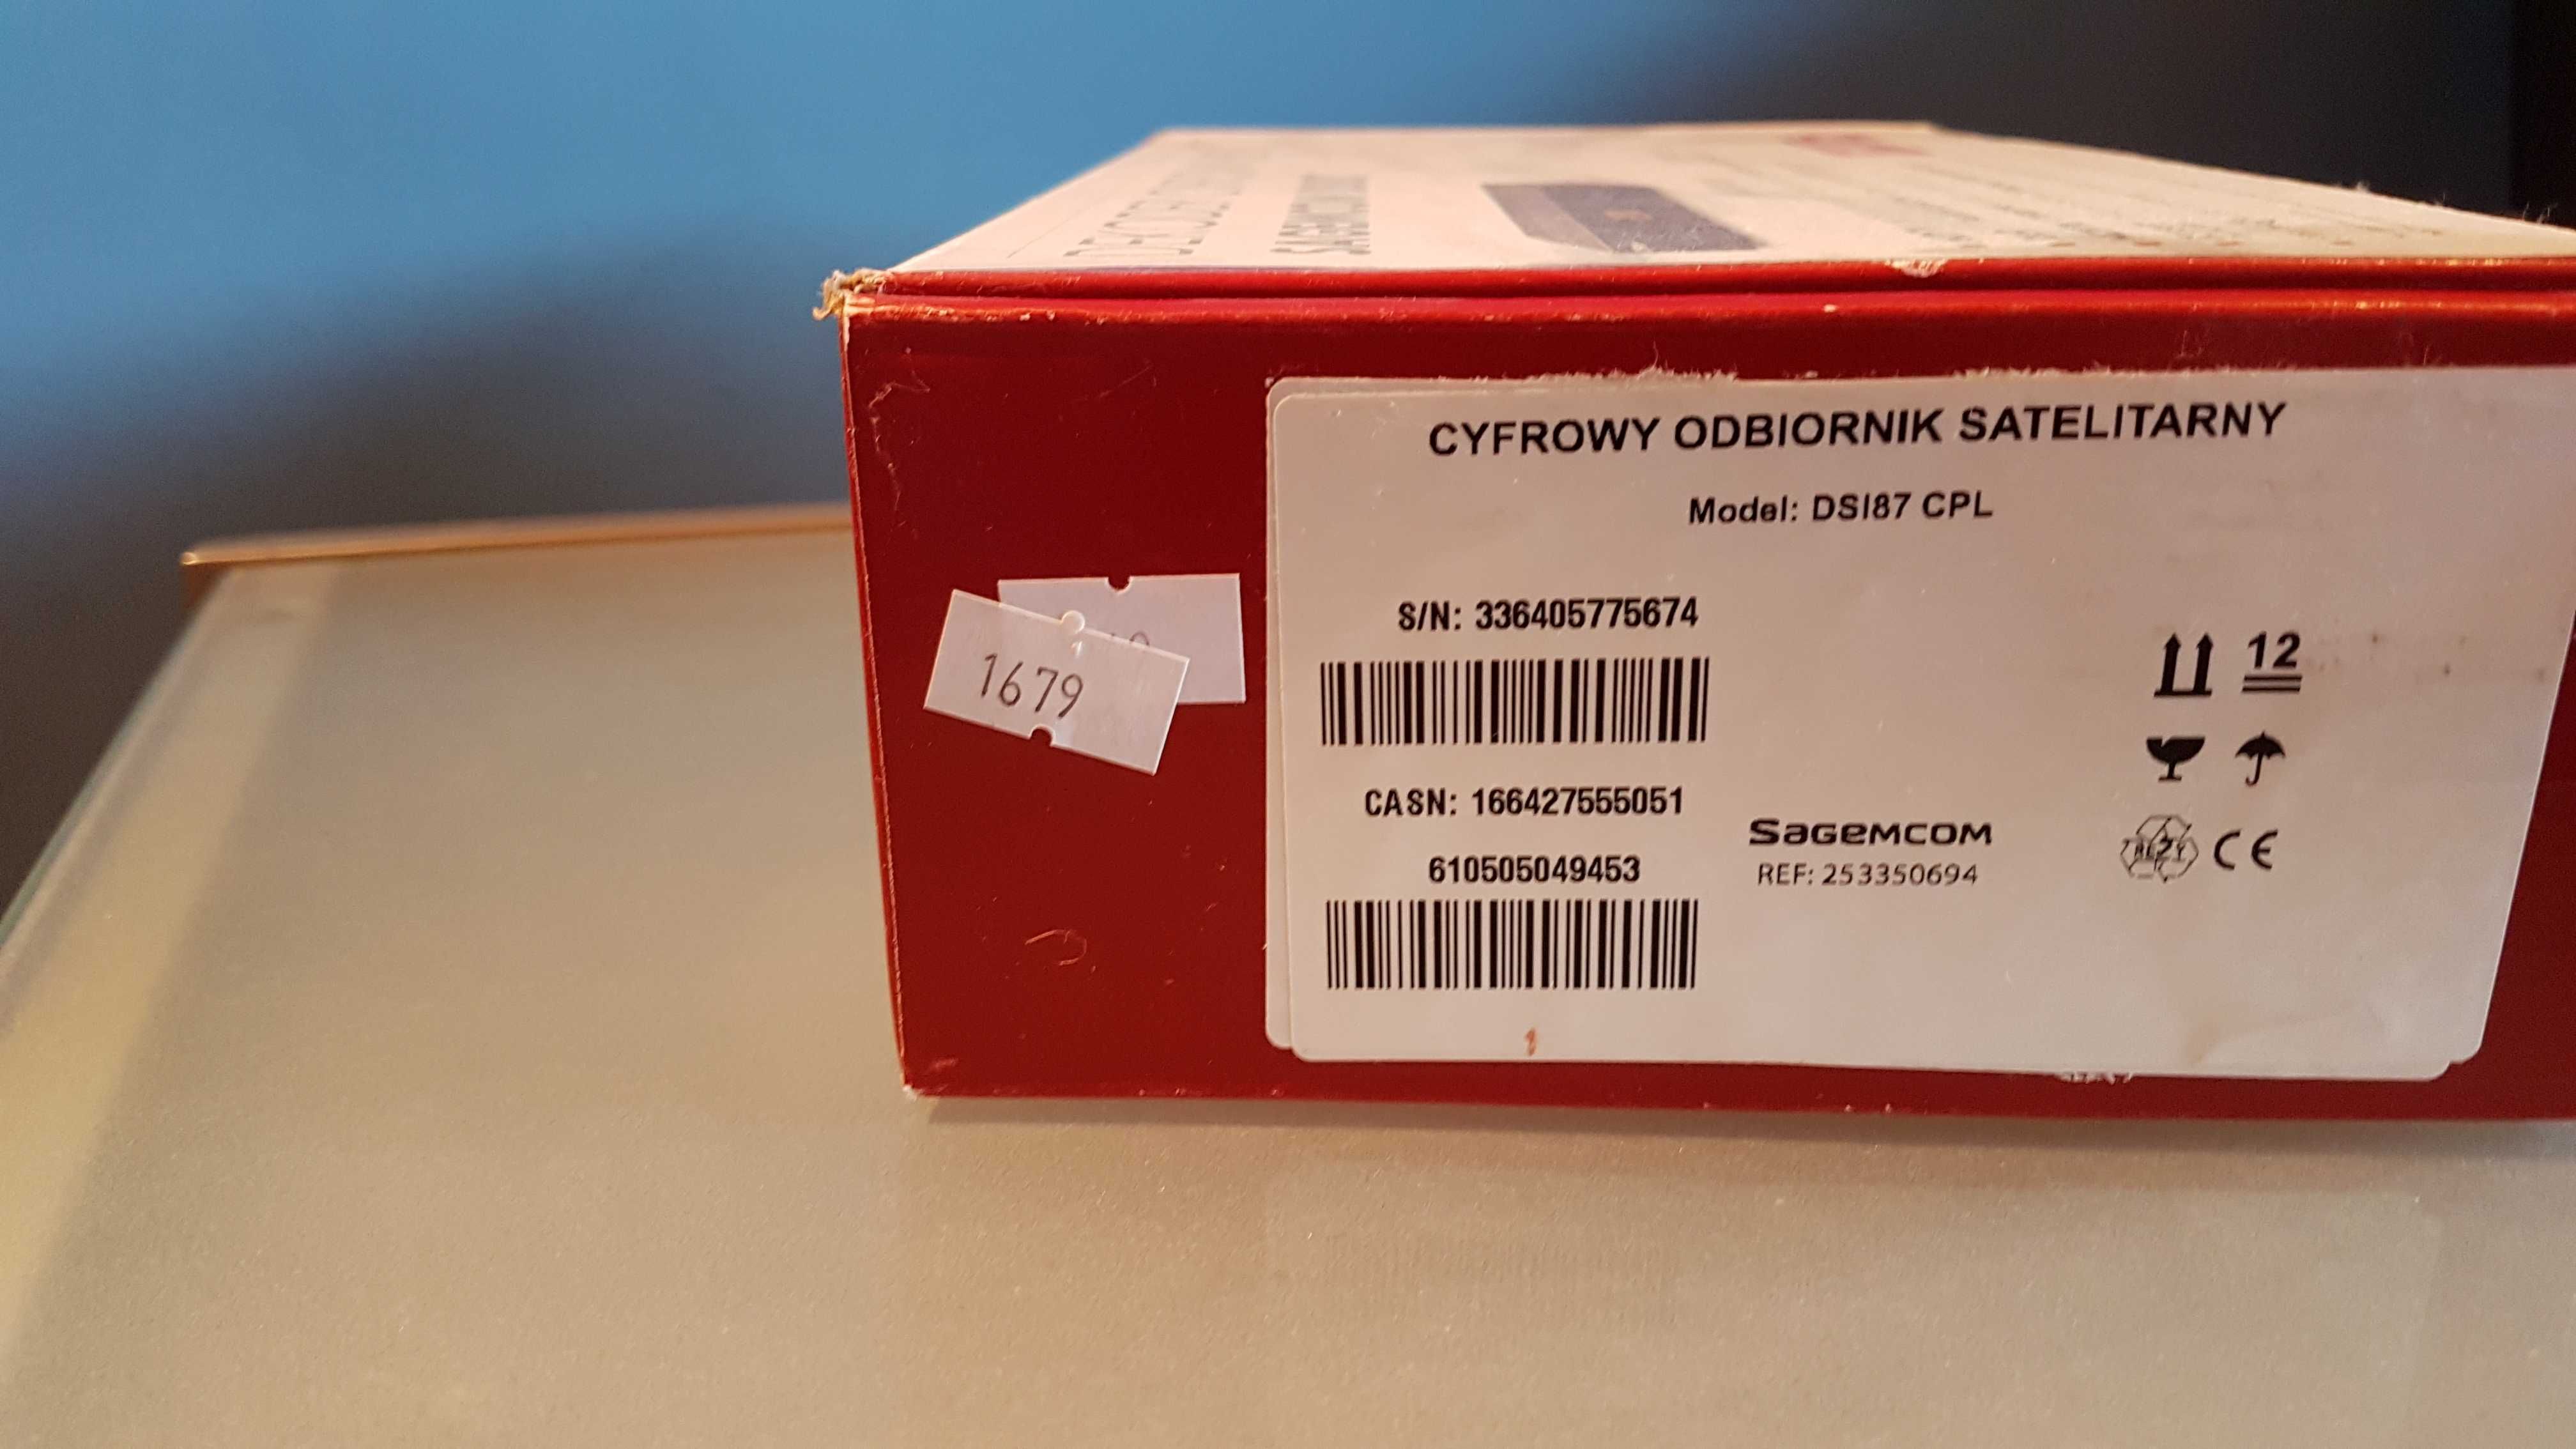 CYFROWY ODBIORNIK SATELITARNY
Model: DSI87 CPL
1679
S/N: 336405775674
12
CASN: 166427555051
SAGEMCOM
CE
610505049453
REF: 253350694